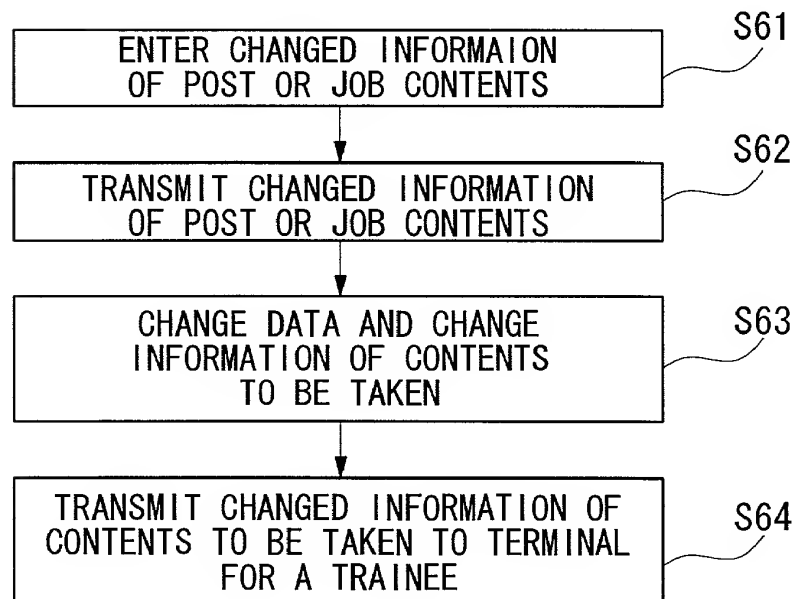 S61
ENTER CHANGED INFORMAION
OF POST OR JOB CONTENTS
S62
TRANSMIT CHANGED INFORMATION
OF POST OR JOB CONTENTS
S63
CHANGE DATA AND CHANGE
INFORMATION OF CONTENTS
TO BE TAKEN
S64
TRANSMIT CHANGED INFORMATION OF
CONTENTS TO BE TAKEN TO TERMINAL
FOR A TRAINEE